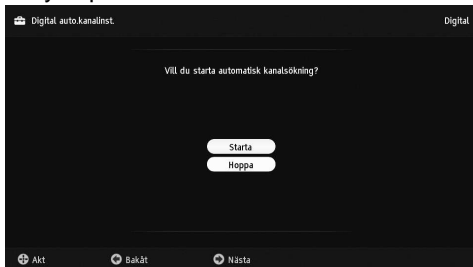 Digital auto.kanalinst.
Digital
Vill du starta automatisk kanalsökning?
Starta
Hoppa
Akt
Bakåt
Nästa